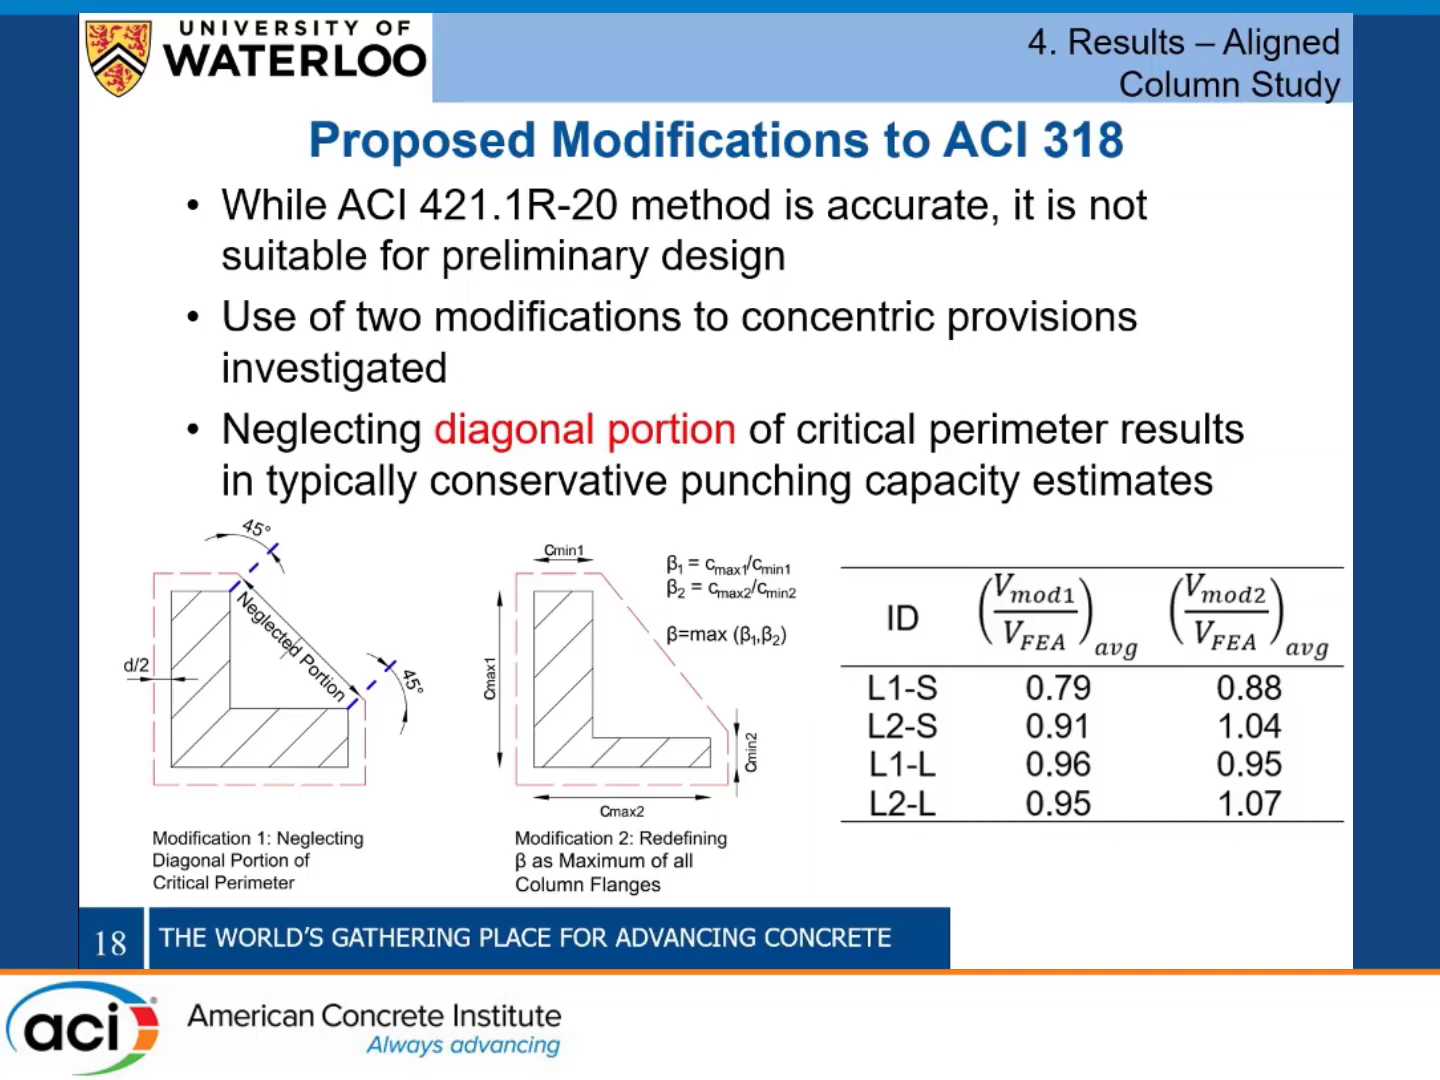 UNIVERSITY OF
WATERLOO
4. Results – Aligned
Column Study
Proposed Modifications to ACI 318
• While ACI 421.1R-20 method is accurate, it is not
suitable for preliminary design
• Use of two modifications to concentric provisions
investigated
• Neglecting diagonal portion of critical perimeter results
in typically conservative punching capacity estimates
45°
Neglected Portion
d/2
45°
Modification 1: Neglecting
Diagonal Portion of
Critical Perimeter
Cmin1
β1 = cmax1/cmin1
β2 = cmax2/cmin2
β=max (β1,β2)
Cmax1
Cmin2
Cmax2
Modification 2: Redefining
β as Maximum of all
Column Flanges
ID (Vmod1/VFEA)avg (Vmod2/VFEA)avg
L1-S 0.79 0.88
L2-S 0.91 1.04
L1-L 0.96 0.95
L2-L 0.95 1.07
18 THE WORLD'S GATHERING PLACE FOR ADVANCING CONCRETE
aci® American Concrete Institute
Always advancing